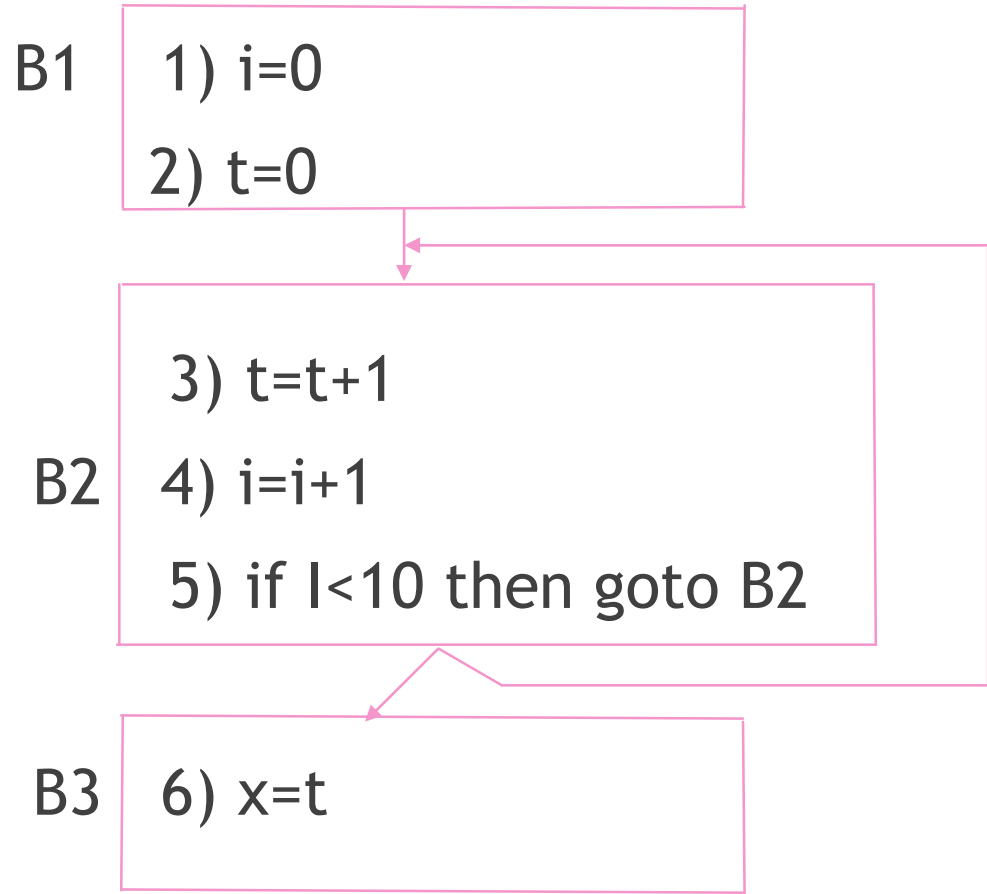 B1 1) i=0
2) t=0
3) t=t+1
B2 4) i=i+1
5) if I<10 then goto B2
B3 6) x=t